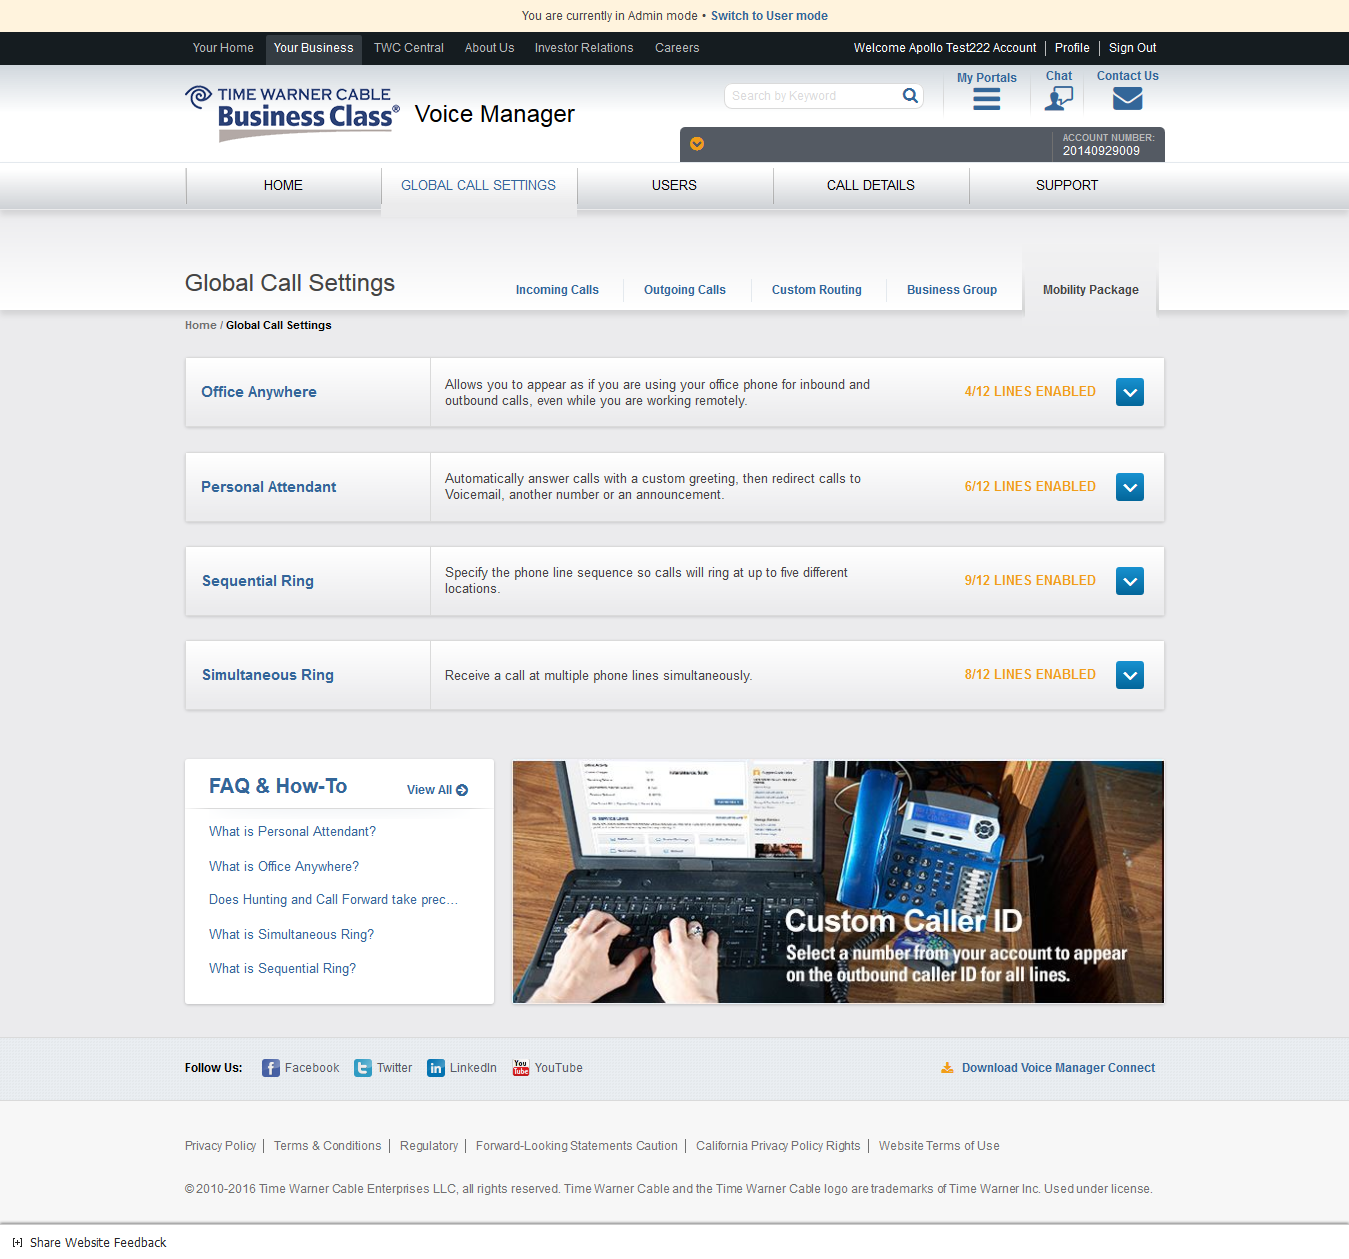 You are currently in Admin mode • Switch to User mode
Your Home Your Business TWC Central About Us Investor Relations Careers Welcome Apollo Test222 Account Profile Sign Out
TIME WARNER CABLE
Business Class®
Voice Manager
Search by Keyword
My Portals Chat Contact Us
ACCOUNT NUMBER:
20140929009
HOME GLOBAL CALL SETTINGS USERS CALL DETAILS SUPPORT
Global Call Settings
Incoming Calls Outgoing Calls Custom Routing Business Group Mobility Package
Home / Global Call Settings
Office Anywhere
Allows you to appear as if you are using your office phone for inbound and
outbound calls, even while you are working remotely.
4/12 LINES ENABLED
Personal Attendant
Automatically answer calls with a custom greeting, then redirect calls to
Voicemail, another number or an announcement.
6/12 LINES ENABLED
Sequential Ring
Specify the phone line sequence so calls will ring at up to five different
locations.
9/12 LINES ENABLED
Simultaneous Ring
Receive a call at multiple phone lines simultaneously.
8/12 LINES ENABLED
FAQ & How-To
View All
What is Personal Attendant?
What is Office Anywhere?
Does Hunting and Call Forward take prec...
What is Simultaneous Ring?
What is Sequential Ring?
Custom Caller ID
Select a number from your account to appear
on the outbound caller ID for all lines.
Follow Us: Facebook Twitter LinkedIn YouTube
Download Voice Manager Connect
Privacy Policy Terms & Conditions Regulatory Forward-Looking Statements Caution California Privacy Policy Rights Website Terms of Use
© 2010-2016 Time Warner Cable Enterprises LLC, all rights reserved. Time Warner Cable and the Time Warner Cable logo are trademarks of Time Warner Inc. Used under license.
[+] Share Website Feedback